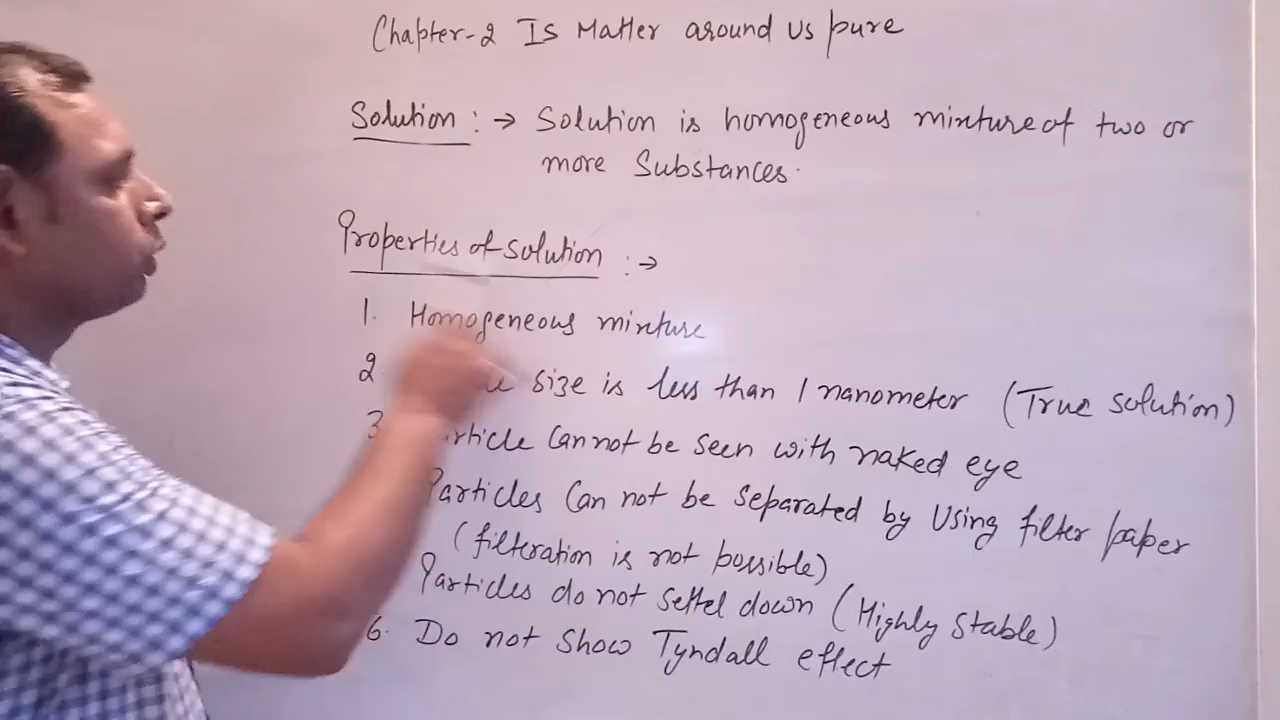 Chapter-2 Is Matter around us pure
Solution :→ Solution is homogeneous mixture of two or
more Substances.
Properties of solution :→
1. Homogeneous mixture
2. size is less than 1 nanometer (True solution)
3 Particle Cannot be seen with naked eye
Particles Can not be separated by Using filter paper
(filteration is not possible)
Particles do not settel down (Highly Stable)
6. Do not show Tyndall effect